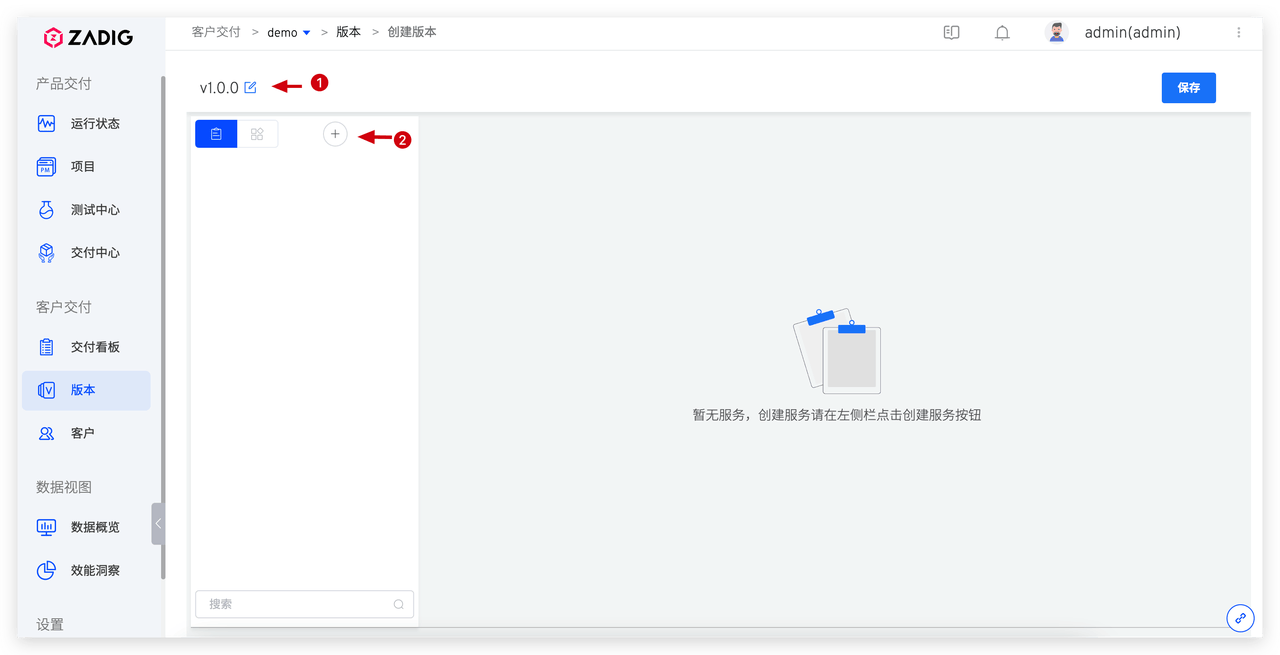 ZADIG
客户交付 > demo > 版本 > 创建版本
admin(admin)
产品交付
运行状态
项目
测试中心
交付中心
客户交付
交付看板
版本
客户
数据视图
数据概览
效能洞察
设置
v1.0.0
1
保存
2
暂无服务，创建服务请在左侧栏点击创建服务按钮
搜索
PM
V